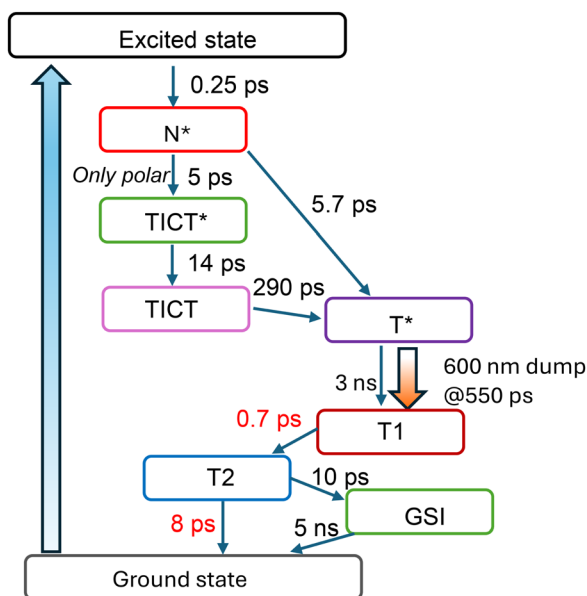 Excited state
0.25 ps
N*
Only polar
5 ps
5.7 ps
TICT*
14 ps
TICT
290 ps
T*
3 ns
600 nm dump
@550 ps
T1
0.7 ps
T2
10 ps
GSI
8 ps
5 ns
Ground state